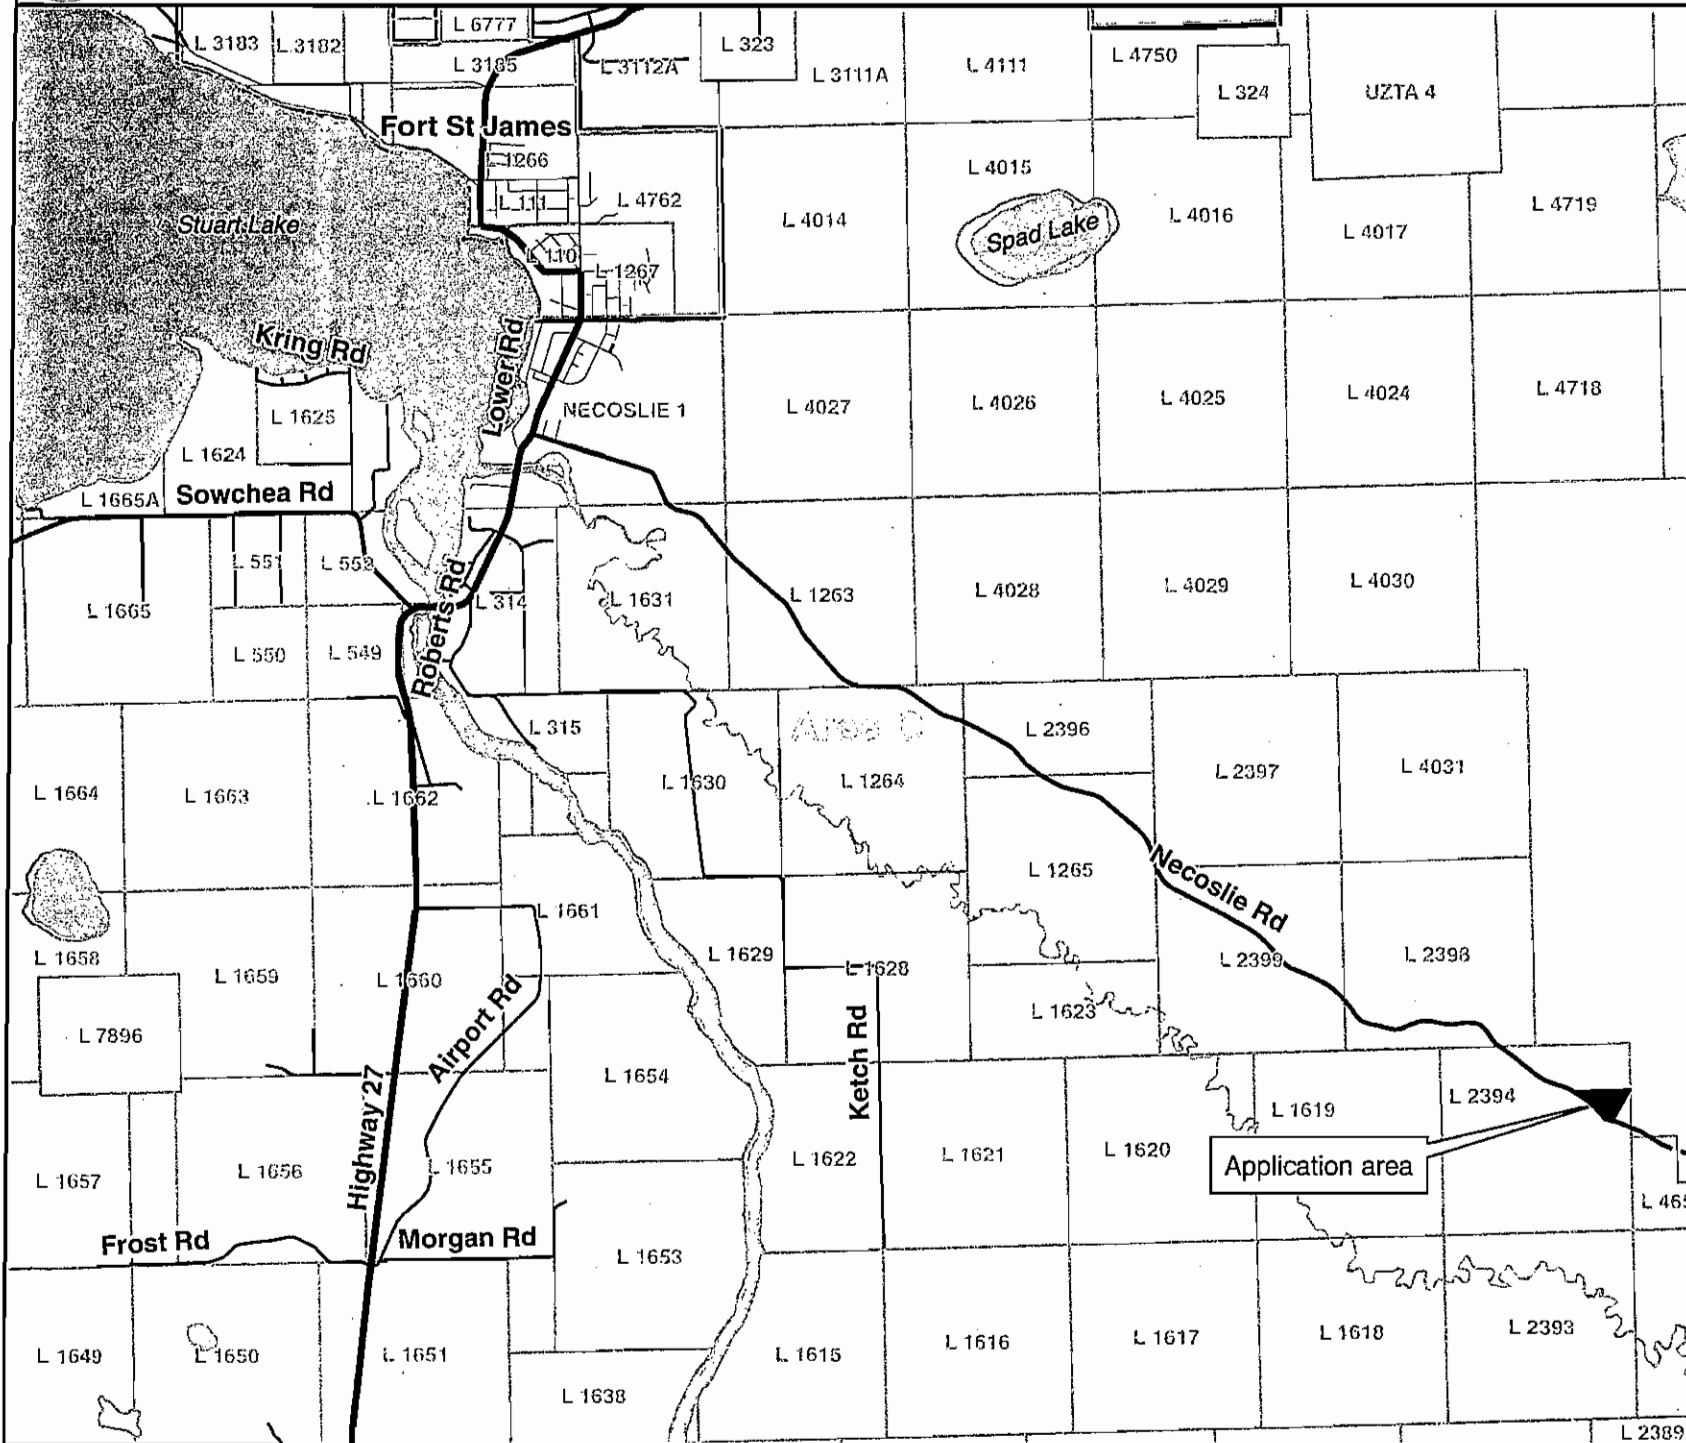 L 6777
L 3183
L 3182
L 323
L 3185
L 3112A
L 3111A
L 4111
L 4750
L 324
UZTA 4
Fort St James
L 1266
L 4015
L 111
L 4762
L 4014
L 4016
L 4017
L 4719
Stuart Lake
Spad Lake
L 110
L 1267
Kring Rd
Lower Rd
L 1625
NECOSLIE 1
L 4027
L 4026
L 4025
L 4024
L 4718
L 1624
L 1665A
Sowchea Rd
L 551
L 552
L 1665
Roberts Rd
L 314
L 1631
L 1263
L 4028
L 4029
L 4030
L 550
L 549
L 315
Area C
L 2396
L 1664
L 1663
L 1662
L 1630
L 1264
L 2397
L 4031
L 1265
Necoslie Rd
L 1661
L 1658
L 1659
L 1660
L 1629
L 1628
L 2399
L 2398
L 7896
Airport Rd
L 1623
Ketch Rd
Highway 27
L 1654
L 1619
L 2394
L 1657
L 1656
L 1655
L 1622
L 1621
L 1620
Application area
L 465
Frost Rd
Morgan Rd
L 1653
L 1649
L 1650
L 1651
L 1615
L 1616
L 1617
L 1618
L 2393
L 1638
L 2389